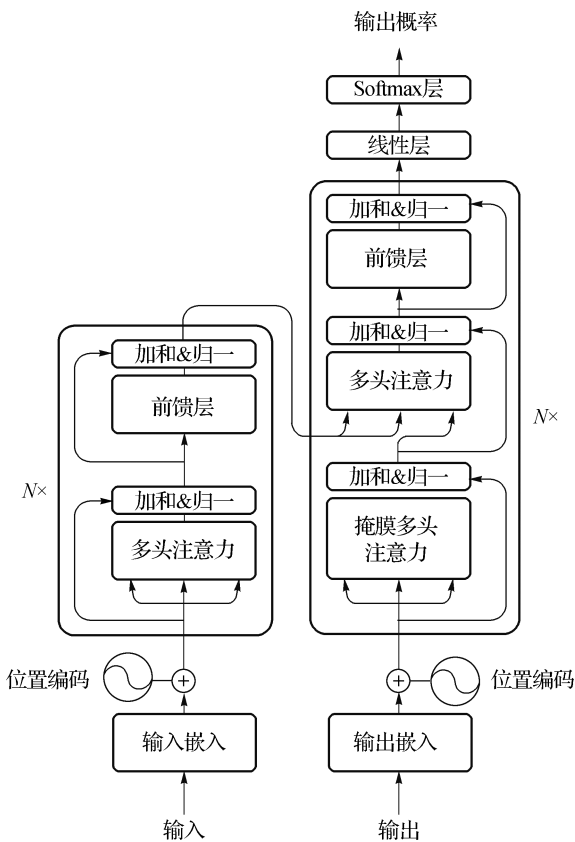 输出概率
Softmax层
线性层
加和&归一
前馈层
加和&归一
多头注意力
加和&归一
掩膜多头
注意力
N×
加和&归一
前馈层
加和&归一
多头注意力
N×
位置编码
位置编码
输入嵌入
输出嵌入
输入
输出